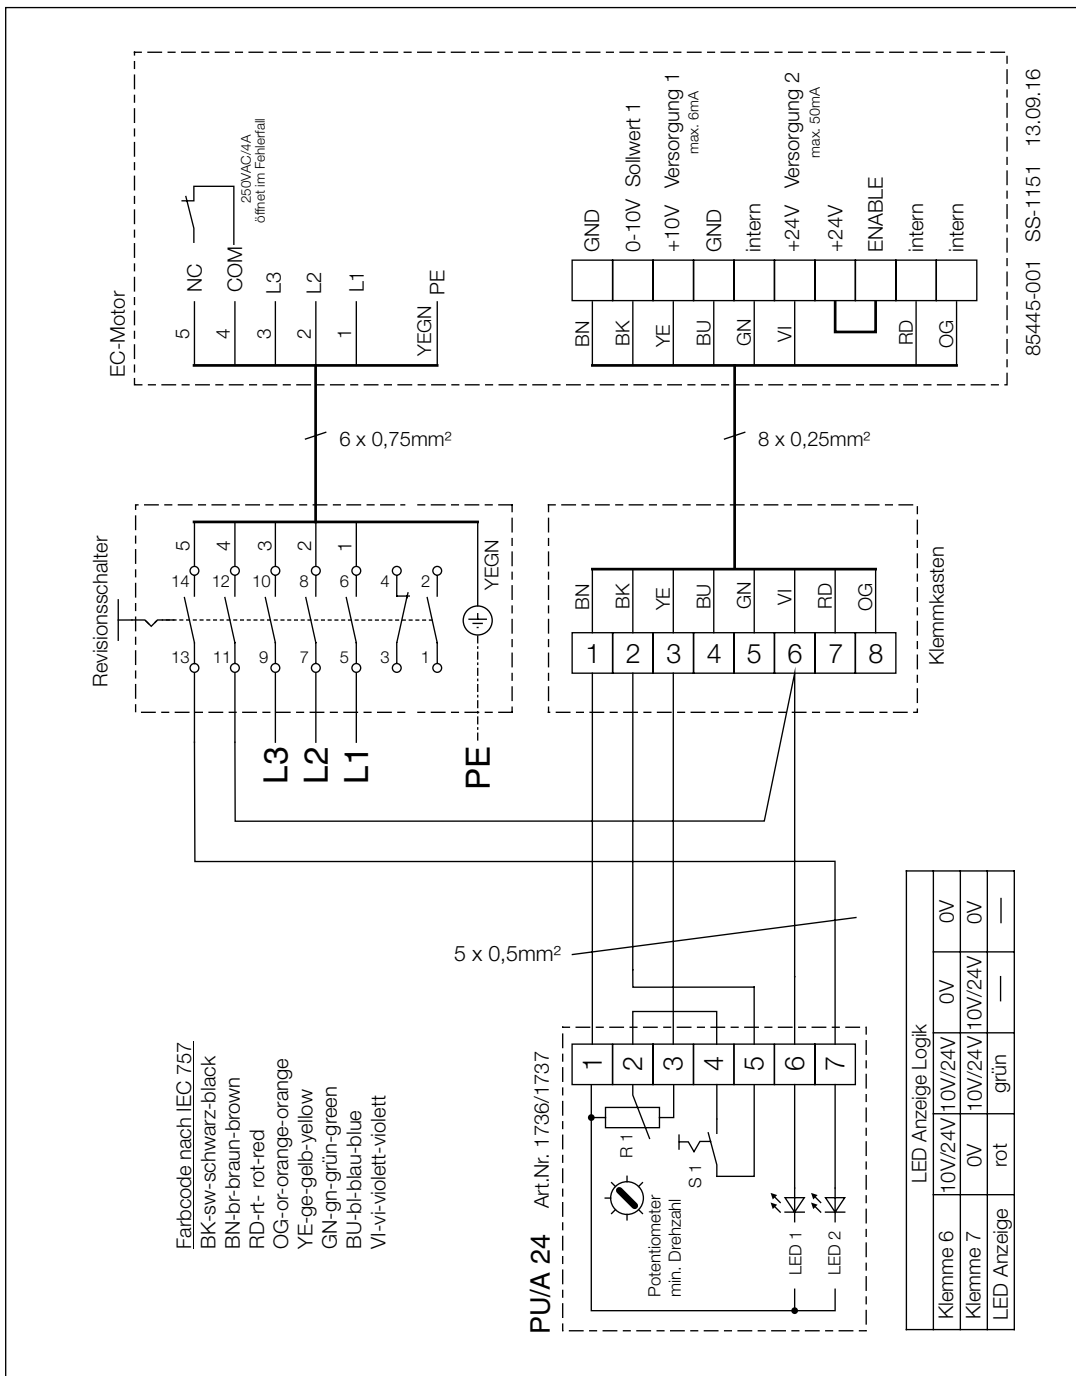 85445-001 SS-1151 13.09.16
EC-Motor
5 NC
4 COM
250VAC/4A
öffnet im Fehlerfall
3 L3
2 L2
1 L1
YEGN PE
BN GND
BK 0-10V Sollwert 1
YE +10V Versorgung 1
max. 6mA
BU GND
GN intern
VI +24V Versorgung 2
max. 50mA
+24V
ENABLE
RD intern
OG intern
6 x 0,75mm²
8 x 0,25mm²
Revisionsschalter
13 14 5
11 12 4
9 10 3
7 8 2
5 6 1
3 4
1 2
YEGN
L3
L2
L1
PE
Klemmkasten
1 BN
2 BK
3 YE
4 BU
5 GN
6 VI
7 RD
8 OG
5 x 0,5mm²
Farbcode nach IEC 757
BK-sw-schwarz-black
BN-br-braun-brown
RD-rt- rot-red
OG-or-orange-orange
YE-ge-gelb-yellow
GN-gn-grün-green
BU-bl-blau-blue
VI-vi-violett-violett
PU/A 24 Art.Nr. 1736/1737
1
2
3
4
5
6
7
R 1
S 1
Potentiometer
min. Drehzahl
LED 1
LED 2
LED Anzeige Logik
Klemme 6 10V/24V 10V/24V 0V 0V
Klemme 7 0V 10V/24V 10V/24V 0V
LED Anzeige rot grün — —